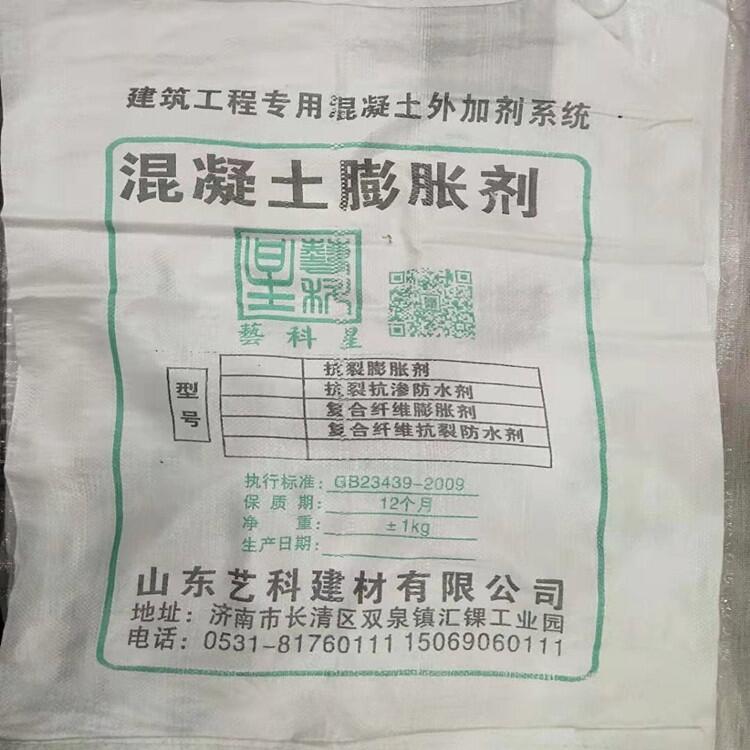 建筑工程专用混凝土外加剂系统
混凝土膨胀剂
藝科星
藝科星
型号
抗裂膨胀剂
抗裂抗渗防水剂
复合纤维膨胀剂
复合纤维抗裂防水剂
执行标准：GB23439-2009
保质期：12个月
净重：±1kg
生产日期：
山东艺科建材有限公司
地址：济南市长清区双泉镇汇锞工业园
电话：0531-81760111 15069060111